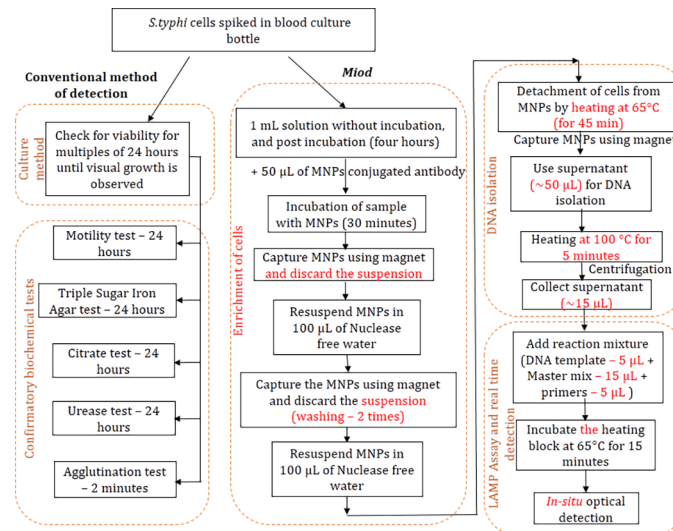 S.typhi cells spiked in blood culture
bottle
Conventional method
of detection
Culture
method
Check for viability for
multiples of 24 hours
until visual growth is
observed
Confirmatory biochemical tests
Motility test – 24
hours
Triple Sugar Iron
Agar test – 24 hours
Citrate test – 24
hours
Urease test – 24
hours
Agglutination test
– 2 minutes
Miod
Enrichment of cells
1 mL solution without incubation,
and post incubation (four hours)
+ 50 µL of MNPs conjugated antibody
Incubation of sample
with MNPs (30 minutes)
Capture MNPs using magnet
and discard the suspension
Resuspend MNPs in
100 µL of Nuclease
free water
Capture the MNPs using magnet
and discard the suspension
(washing – 2 times)
Resuspend MNPs in
100 µL of Nuclease free
water
DNA isolation
Detachment of cells from
MNPs by heating at 65°C
(for 45 min)
Capture MNPs using magnet
Use supernatant
(~50 µL) for DNA
isolation
Heating at 100 °C for
5 minutes
Centrifugation
Collect supernatant
(~15 µL)
LAMP Assay and real time
detection
Add reaction mixture
(DNA template – 5 µL +
Master mix – 15 µL +
primers – 5 µL )
Incubate the heating
block at 65°C for 15
minutes
In-situ optical
detection